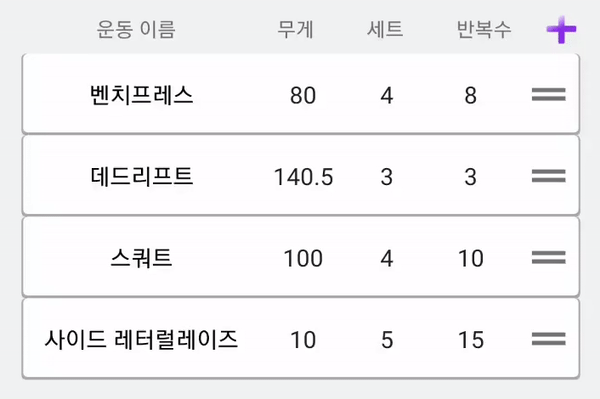 운동 이름 무게 세트 반복수
벤치프레스 80 4 8
데드리프트 140.5 3 3
스쿼트 100 4 10
사이드 레터럴레이즈 10 5 15